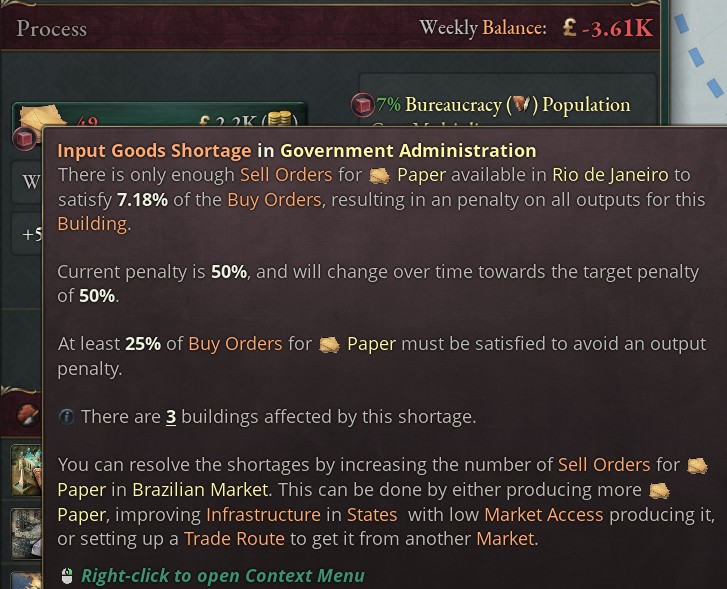 Process
Weekly Balance: £ -3.61K
7% Bureaucracy ( ) Population
49
£ 2.2K ( )
W
+5
Input Goods Shortage in Government Administration
There is only enough Sell Orders for Paper available in Rio de Janeiro to
satisfy 7.18% of the Buy Orders, resulting in an penalty on all outputs for this
Building.
Current penalty is 50%, and will change over time towards the target penalty
of 50%.
At least 25% of Buy Orders for Paper must be satisfied to avoid an output
penalty.
There are 3 buildings affected by this shortage.
You can resolve the shortages by increasing the number of Sell Orders for
Paper in Brazilian Market. This can be done by either producing more
Paper, improving Infrastructure in States with low Market Access producing it,
or setting up a Trade Route to get it from another Market.
Right-click to open Context Menu